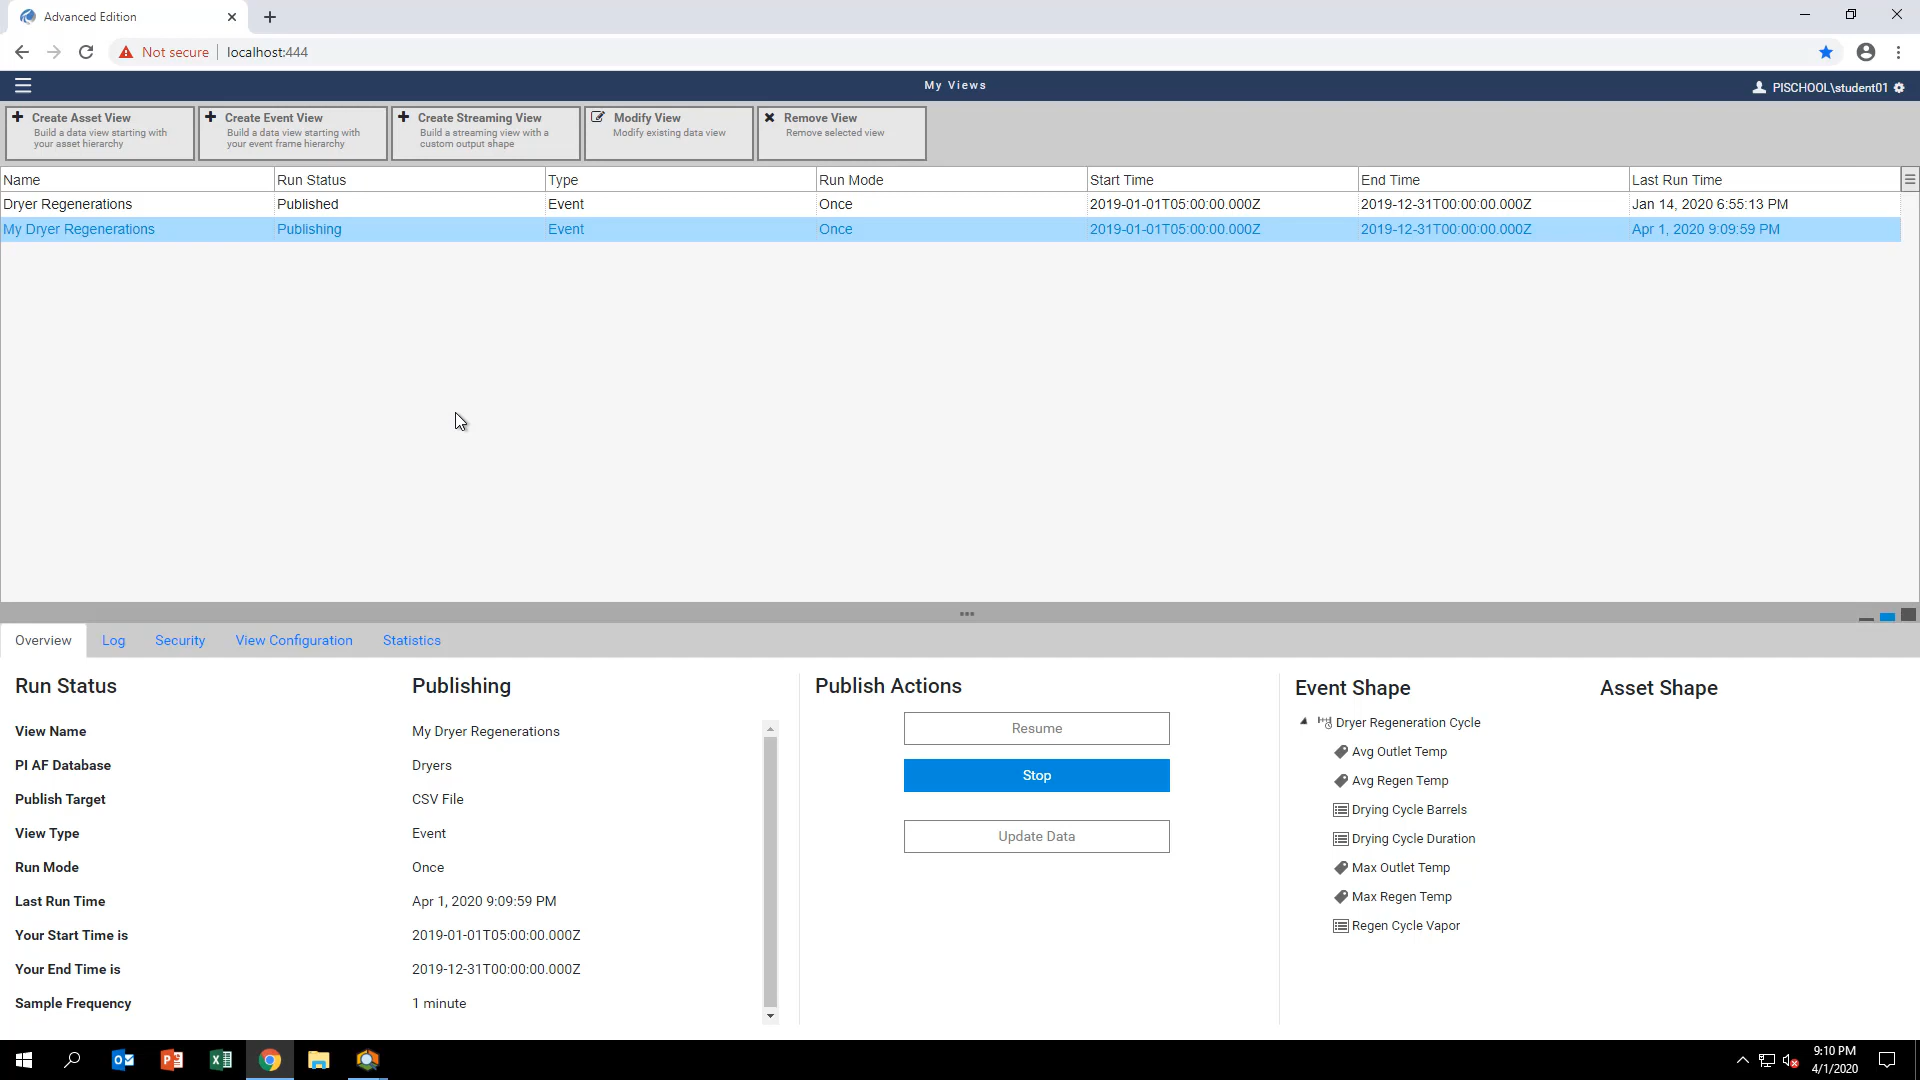 Advanced Edition
Not secure localhost:444
My Views
PISCHOOL\student01
Create Asset View
Build a data view starting with
your asset hierarchy
Create Event View
Build a data view starting with
your event frame hierarchy
Create Streaming View
Build a streaming view with a
custom output shape
Modify View
Modify existing data view
Remove View
Remove selected view
Name Run Status Type Run Mode Start Time End Time Last Run Time
Dryer Regenerations Published Event Once 2019-01-01T05:00:00.000Z 2019-12-31T00:00:00.000Z Jan 14, 2020 6:55:13 PM
My Dryer Regenerations Publishing Event Once 2019-01-01T05:00:00.000Z 2019-12-31T00:00:00.000Z Apr 1, 2020 9:09:59 PM
Overview Log Security View Configuration Statistics
Run Status Publishing
View Name My Dryer Regenerations
PI AF Database Dryers
Publish Target CSV File
View Type Event
Run Mode Once
Last Run Time Apr 1, 2020 9:09:59 PM
Your Start Time is 2019-01-01T05:00:00.000Z
Your End Time is 2019-12-31T00:00:00.000Z
Sample Frequency 1 minute
Publish Actions
Resume
Stop
Update Data
Event Shape
Dryer Regeneration Cycle
Avg Outlet Temp
Avg Regen Temp
Drying Cycle Barrels
Drying Cycle Duration
Max Outlet Temp
Max Regen Temp
Regen Cycle Vapor
Asset Shape
9:10 PM
4/1/2020